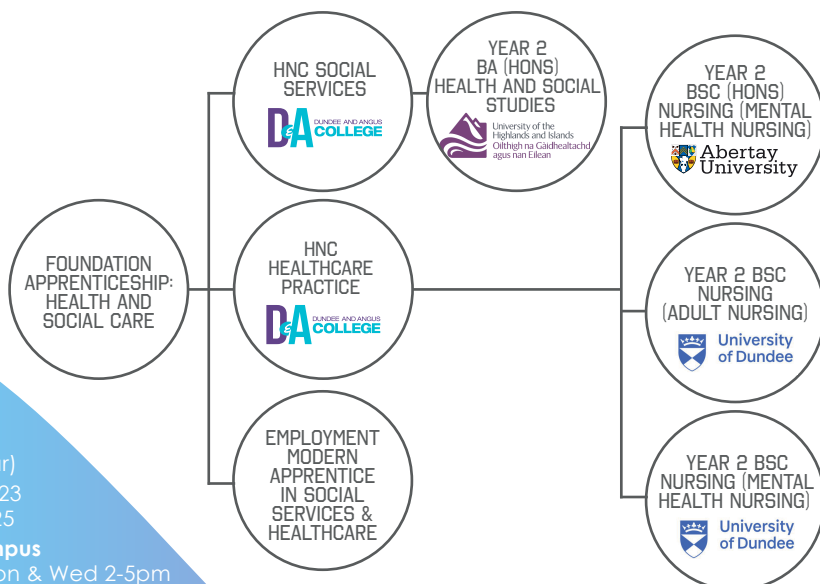 HNC SOCIAL
SERVICES
D&A DUNDEE AND ANGUS
COLLEGE
YEAR 2
BA (HONS)
HEALTH AND SOCIAL
STUDIES
University of the
Highlands and Islands
Oilthigh na Gàidhealtachd
agus nan Eilean
YEAR 2
BSC (HONS)
NURSING (MENTAL
HEALTH NURSING)
Abertay
University
FOUNDATION
APPRENTICESHIP:
HEALTH AND
SOCIAL CARE
HNC
HEALTHCARE
PRACTICE
D&A DUNDEE AND ANGUS
COLLEGE
YEAR 2 BSC
NURSING
(ADULT NURSING)
University
of Dundee
EMPLOYMENT
MODERN
APPRENTICE
IN SOCIAL
SERVICES &
HEALTHCARE
YEAR 2 BSC
NURSING (MENTAL
HEALTH NURSING)
University
of Dundee
23
25
& Wed 2-5pm